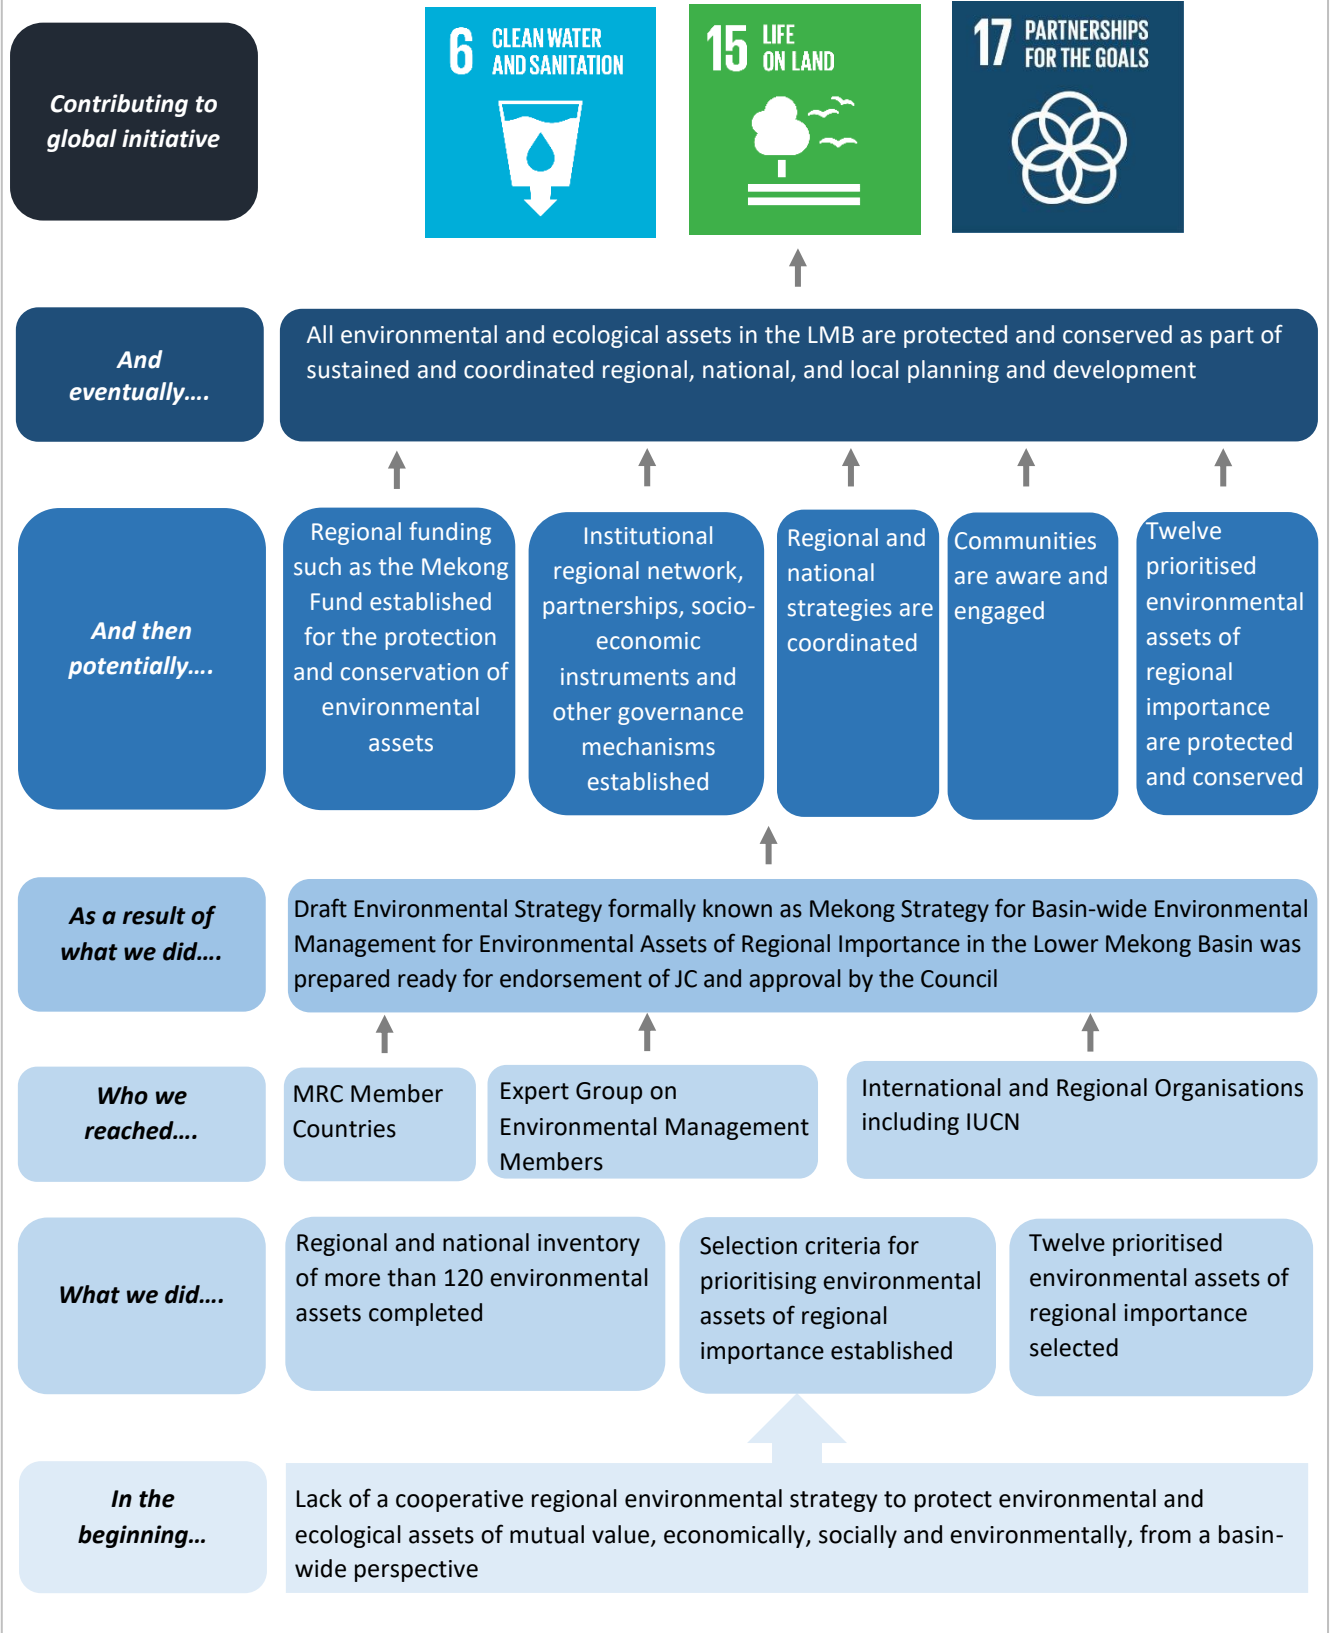 Contributing to
global initiative
6 CLEAN WATER
AND SANITATION
15 LIFE
ON LAND
17 PARTNERSHIPS
FOR THE GOALS
And
eventually….
All environmental and ecological assets in the LMB are protected and conserved as part of
sustained and coordinated regional, national, and local planning and development
And then
potentially….
Regional funding
such as the Mekong
Fund established
for the protection
and conservation of
environmental
assets
Institutional
regional network,
partnerships, socio-
economic
instruments and
other governance
mechanisms
established
Regional and
national
strategies are
coordinated
Communities
are aware and
engaged
Twelve
prioritised
environmental
assets of
regional
importance
are protected
and conserved
As a result of
what we did….
Draft Environmental Strategy formally known as Mekong Strategy for Basin-wide Environmental
Management for Environmental Assets of Regional Importance in the Lower Mekong Basin was
prepared ready for endorsement of JC and approval by the Council
Who we
reached….
MRC Member
Countries
Expert Group on
Environmental Management
Members
International and Regional Organisations
including IUCN
What we did….
Regional and national inventory
of more than 120 environmental
assets completed
Selection criteria for
prioritising environmental
assets of regional
importance established
Twelve prioritised
environmental assets of
regional importance
selected
In the
beginning…
Lack of a cooperative regional environmental strategy to protect environmental and
ecological assets of mutual value, economically, socially and environmentally, from a basin-
wide perspective